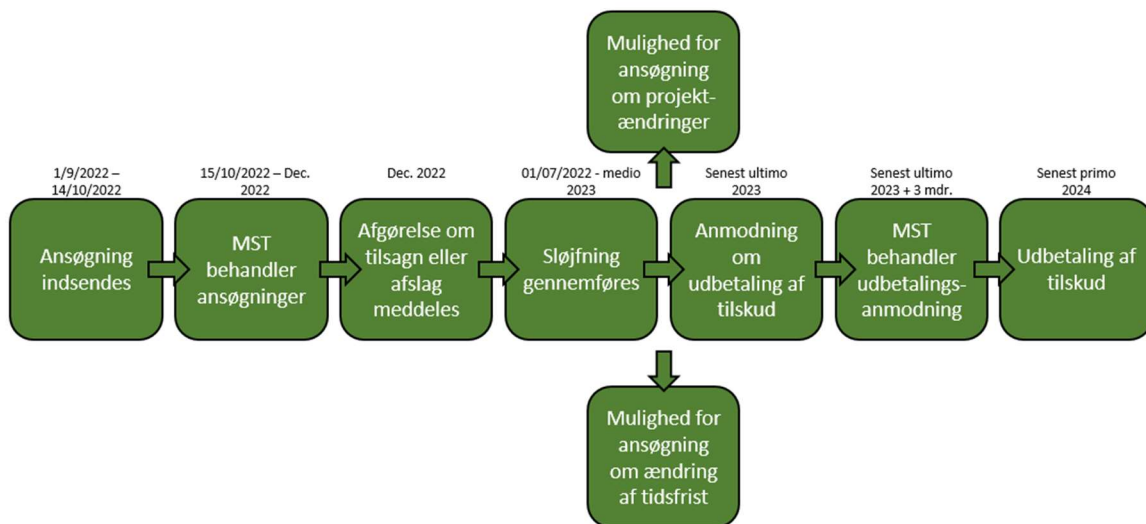 Mulighed for
ansøgning
om projekt-
ændringer
1/9/2022 –
14/10/2022
Ansøgning
indsendes
15/10/2022 – Dec.
2022
MST
behandler
ansøgninger
Dec. 2022
Afgørelse om
tilsagn eller
afslag
meddeles
01/07/2022 - medio
2023
Sløjfning
gennemføres
Senest ultimo
2023
Anmodning
om
udbetaling af
tilskud
Senest ultimo
2023 + 3 mdr.
MST
behandler
udbetalings-
anmodning
Senest primo
2024
Udbetaling af
tilskud
Mulighed for
ansøgning
om ændring
af tidsfrist